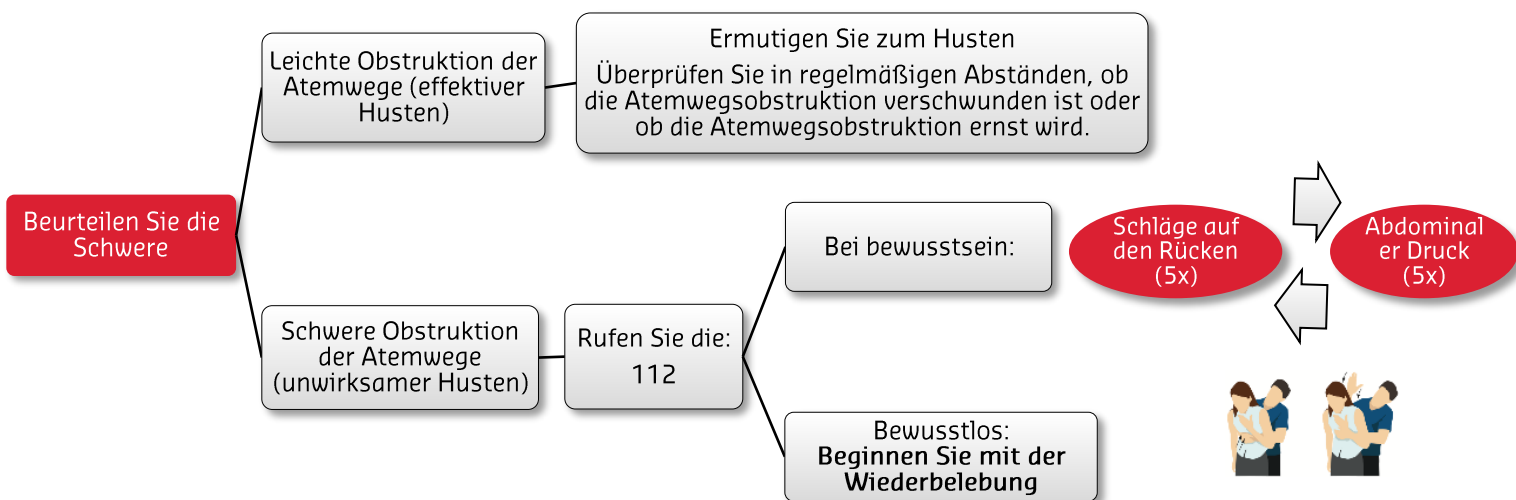 Leichte Obstruktion der
Atemwege (effektiver
Husten)
Ermutigen Sie zum Husten
Überprüfen Sie in regelmäßigen Abständen, ob
die Atemwegsobstruktion verschwunden ist oder
ob die Atemwegsobstruktion ernst wird.
Beurteilen Sie die
Schwere
Schwere Obstruktion
der Atemwege
(unwirksamer Husten)
Rufen Sie die:
112
Bei bewusstsein:
Schläge auf
den Rücken
(5x)
Abdominal
er Druck
(5x)
Bewusstlos:
Beginnen Sie mit der
Wiederbelebung